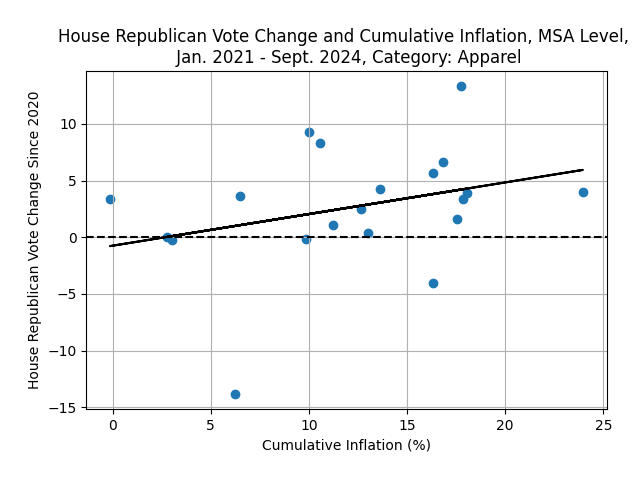 House Republican Vote Change and Cumulative Inflation, MSA Level,
Jan. 2021 - Sept. 2024, Category: Apparel
House Republican Vote Change Since 2020
10
5
0
−5
−10
−15
0 5 10 15 20 25
Cumulative Inflation (%)